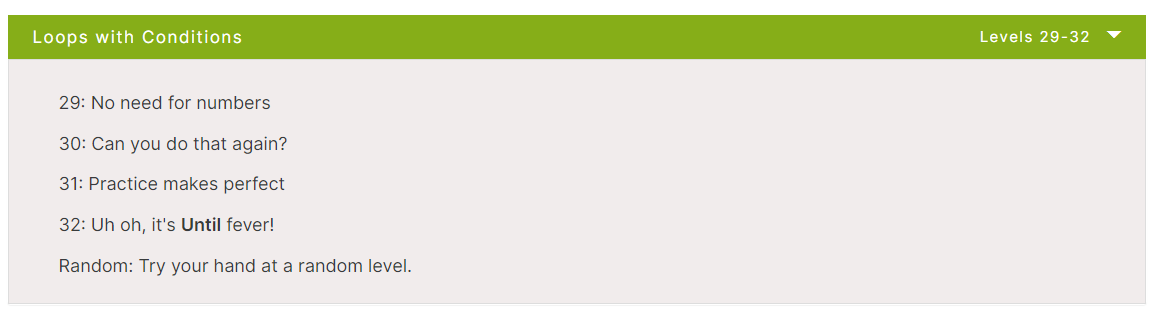 Loops with Conditions
Levels 29-32
29: No need for numbers
30: Can you do that again?
31: Practice makes perfect
32: Uh oh, it's Until fever!
Random: Try your hand at a random level.